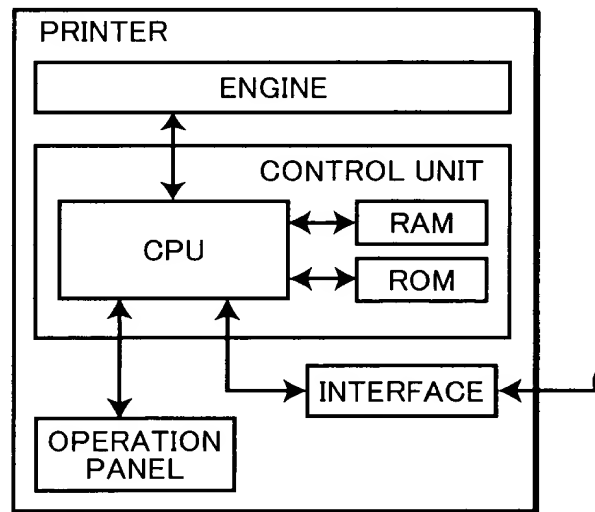 PRINTER
ENGINE
CONTROL UNIT
CPU
RAM
ROM
INTERFACE
OPERATION
PANEL